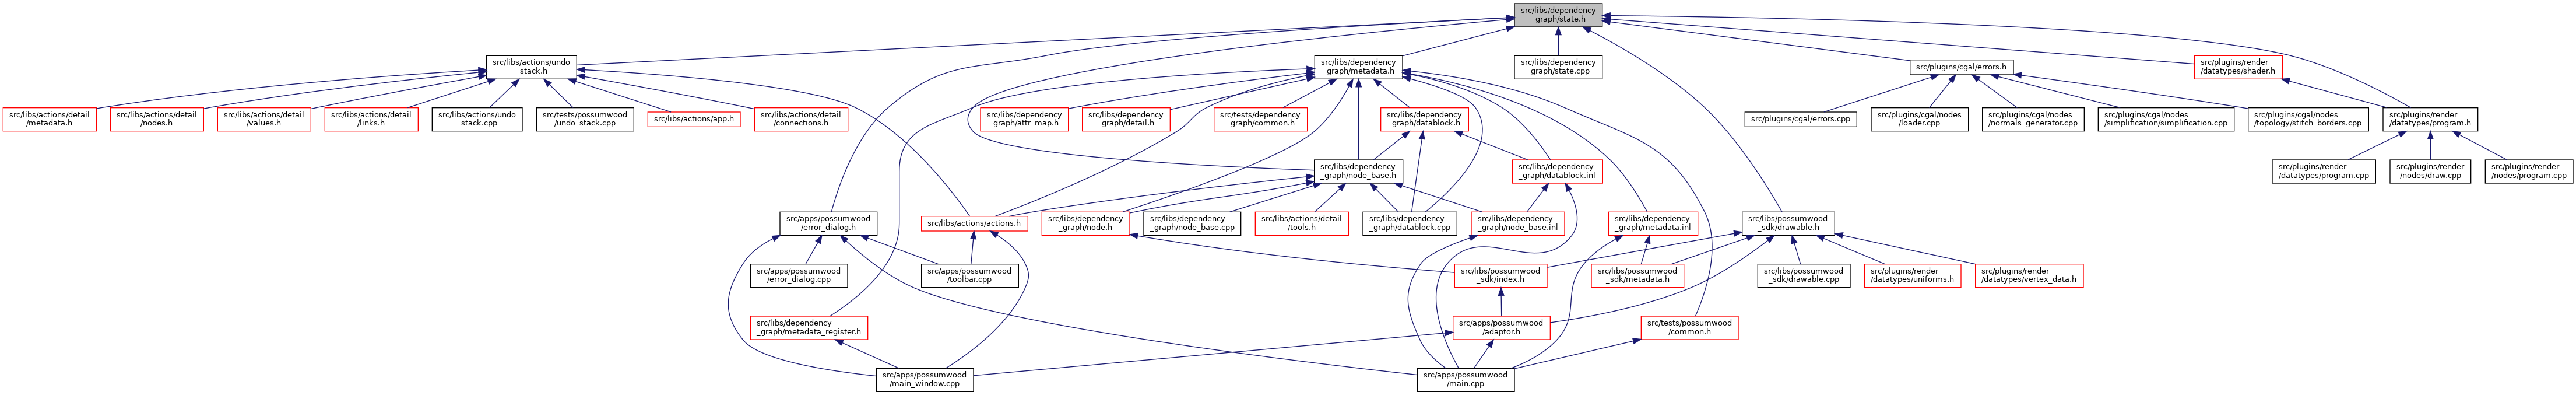 src/libs/dependency
_graph/state.h
src/libs/actions/undo
_stack.h
src/libs/dependency
_graph/metadata.h
src/libs/dependency
_graph/state.cpp
src/plugins/cgal/errors.h
src/plugins/render
/datatypes/shader.h
src/libs/actions/detail
/metadata.h
src/libs/actions/detail
/nodes.h
src/libs/actions/detail
/values.h
src/libs/actions/detail
/links.h
src/libs/actions/undo
_stack.cpp
src/tests/possumwood
/undo_stack.cpp
src/libs/actions/app.h
src/libs/actions/detail
/connections.h
src/libs/dependency
_graph/attr_map.h
src/libs/dependency
_graph/detail.h
src/tests/dependency
_graph/common.h
src/libs/dependency
_graph/datablock.h
src/plugins/cgal/errors.cpp
src/plugins/cgal/nodes
/loader.cpp
src/plugins/cgal/nodes
/normals_generator.cpp
src/plugins/cgal/nodes
/simplification/simplification.cpp
src/plugins/cgal/nodes
/topology/stitch_borders.cpp
src/plugins/render
/datatypes/program.h
src/libs/dependency
_graph/node_base.h
src/libs/dependency
_graph/datablock.inl
src/plugins/render
/datatypes/program.cpp
src/plugins/render
/nodes/draw.cpp
src/plugins/render
/nodes/program.cpp
src/apps/possumwood
/error_dialog.h
src/libs/actions/actions.h
src/libs/dependency
_graph/node.h
src/libs/dependency
_graph/node_base.cpp
src/libs/actions/detail
/tools.h
src/libs/dependency
_graph/datablock.cpp
src/libs/dependency
_graph/node_base.inl
src/libs/dependency
_graph/metadata.inl
src/libs/possumwood
_sdk/drawable.h
src/apps/possumwood
/error_dialog.cpp
src/apps/possumwood
/toolbar.cpp
src/libs/possumwood
_sdk/index.h
src/libs/possumwood
_sdk/metadata.h
src/libs/possumwood
_sdk/drawable.cpp
src/plugins/render
/datatypes/uniforms.h
src/plugins/render
/datatypes/vertex_data.h
src/libs/dependency
_graph/metadata_register.h
src/apps/possumwood
/adaptor.h
src/tests/possumwood
/common.h
src/apps/possumwood
/main_window.cpp
src/apps/possumwood
/main.cpp